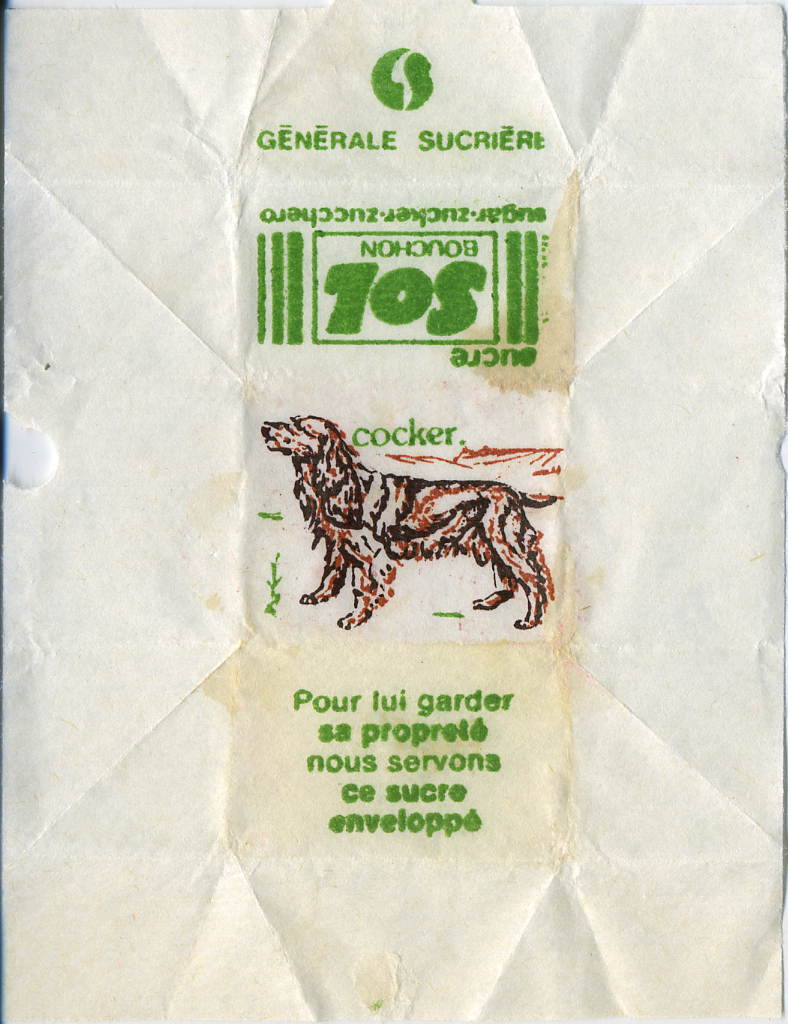 GÉNÉRALE SUCRIÈRE
sucre
SOL
BOUCHON
sugar·zucker·zucchero
cocker.
Pour lui garder
sa propreté
nous servons
ce sucre
enveloppé